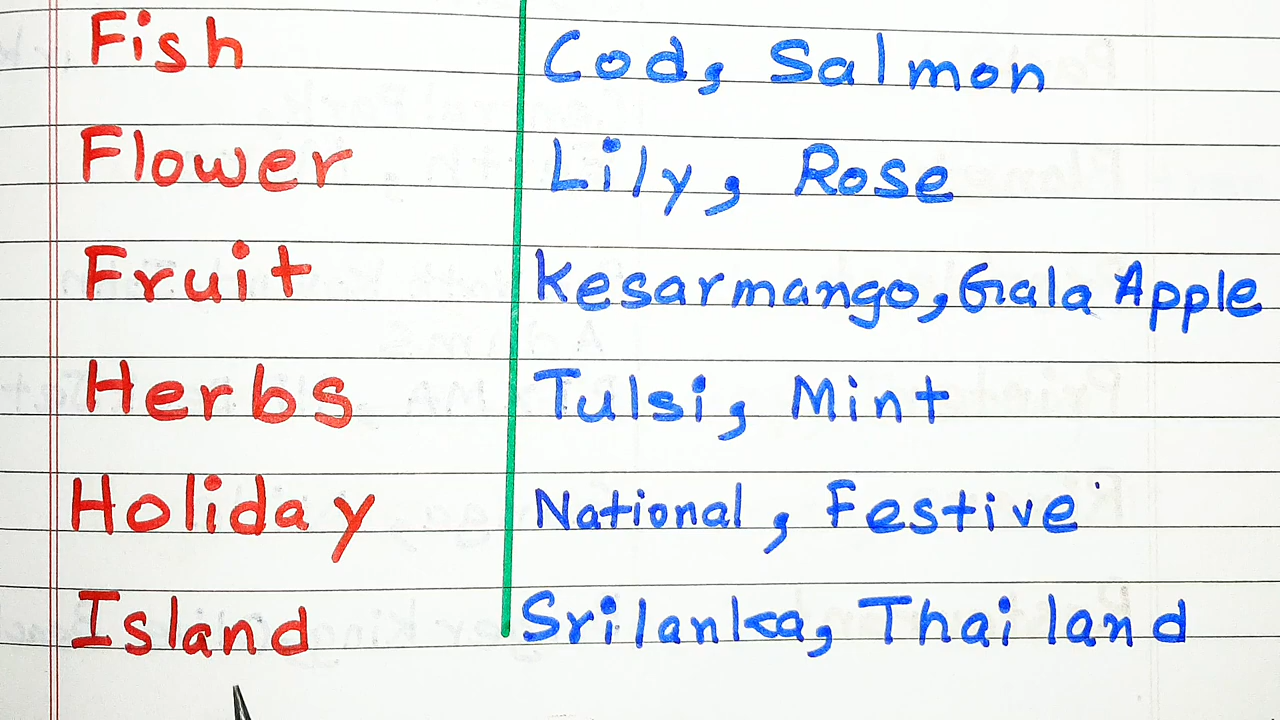 Fish Cod, Salmon
Flower Lily, Rose
Fruit Kesarmango, Gala Apple
Herbs Tulsi, Mint
Holiday National, Festive
Island Srilanka, Thailand